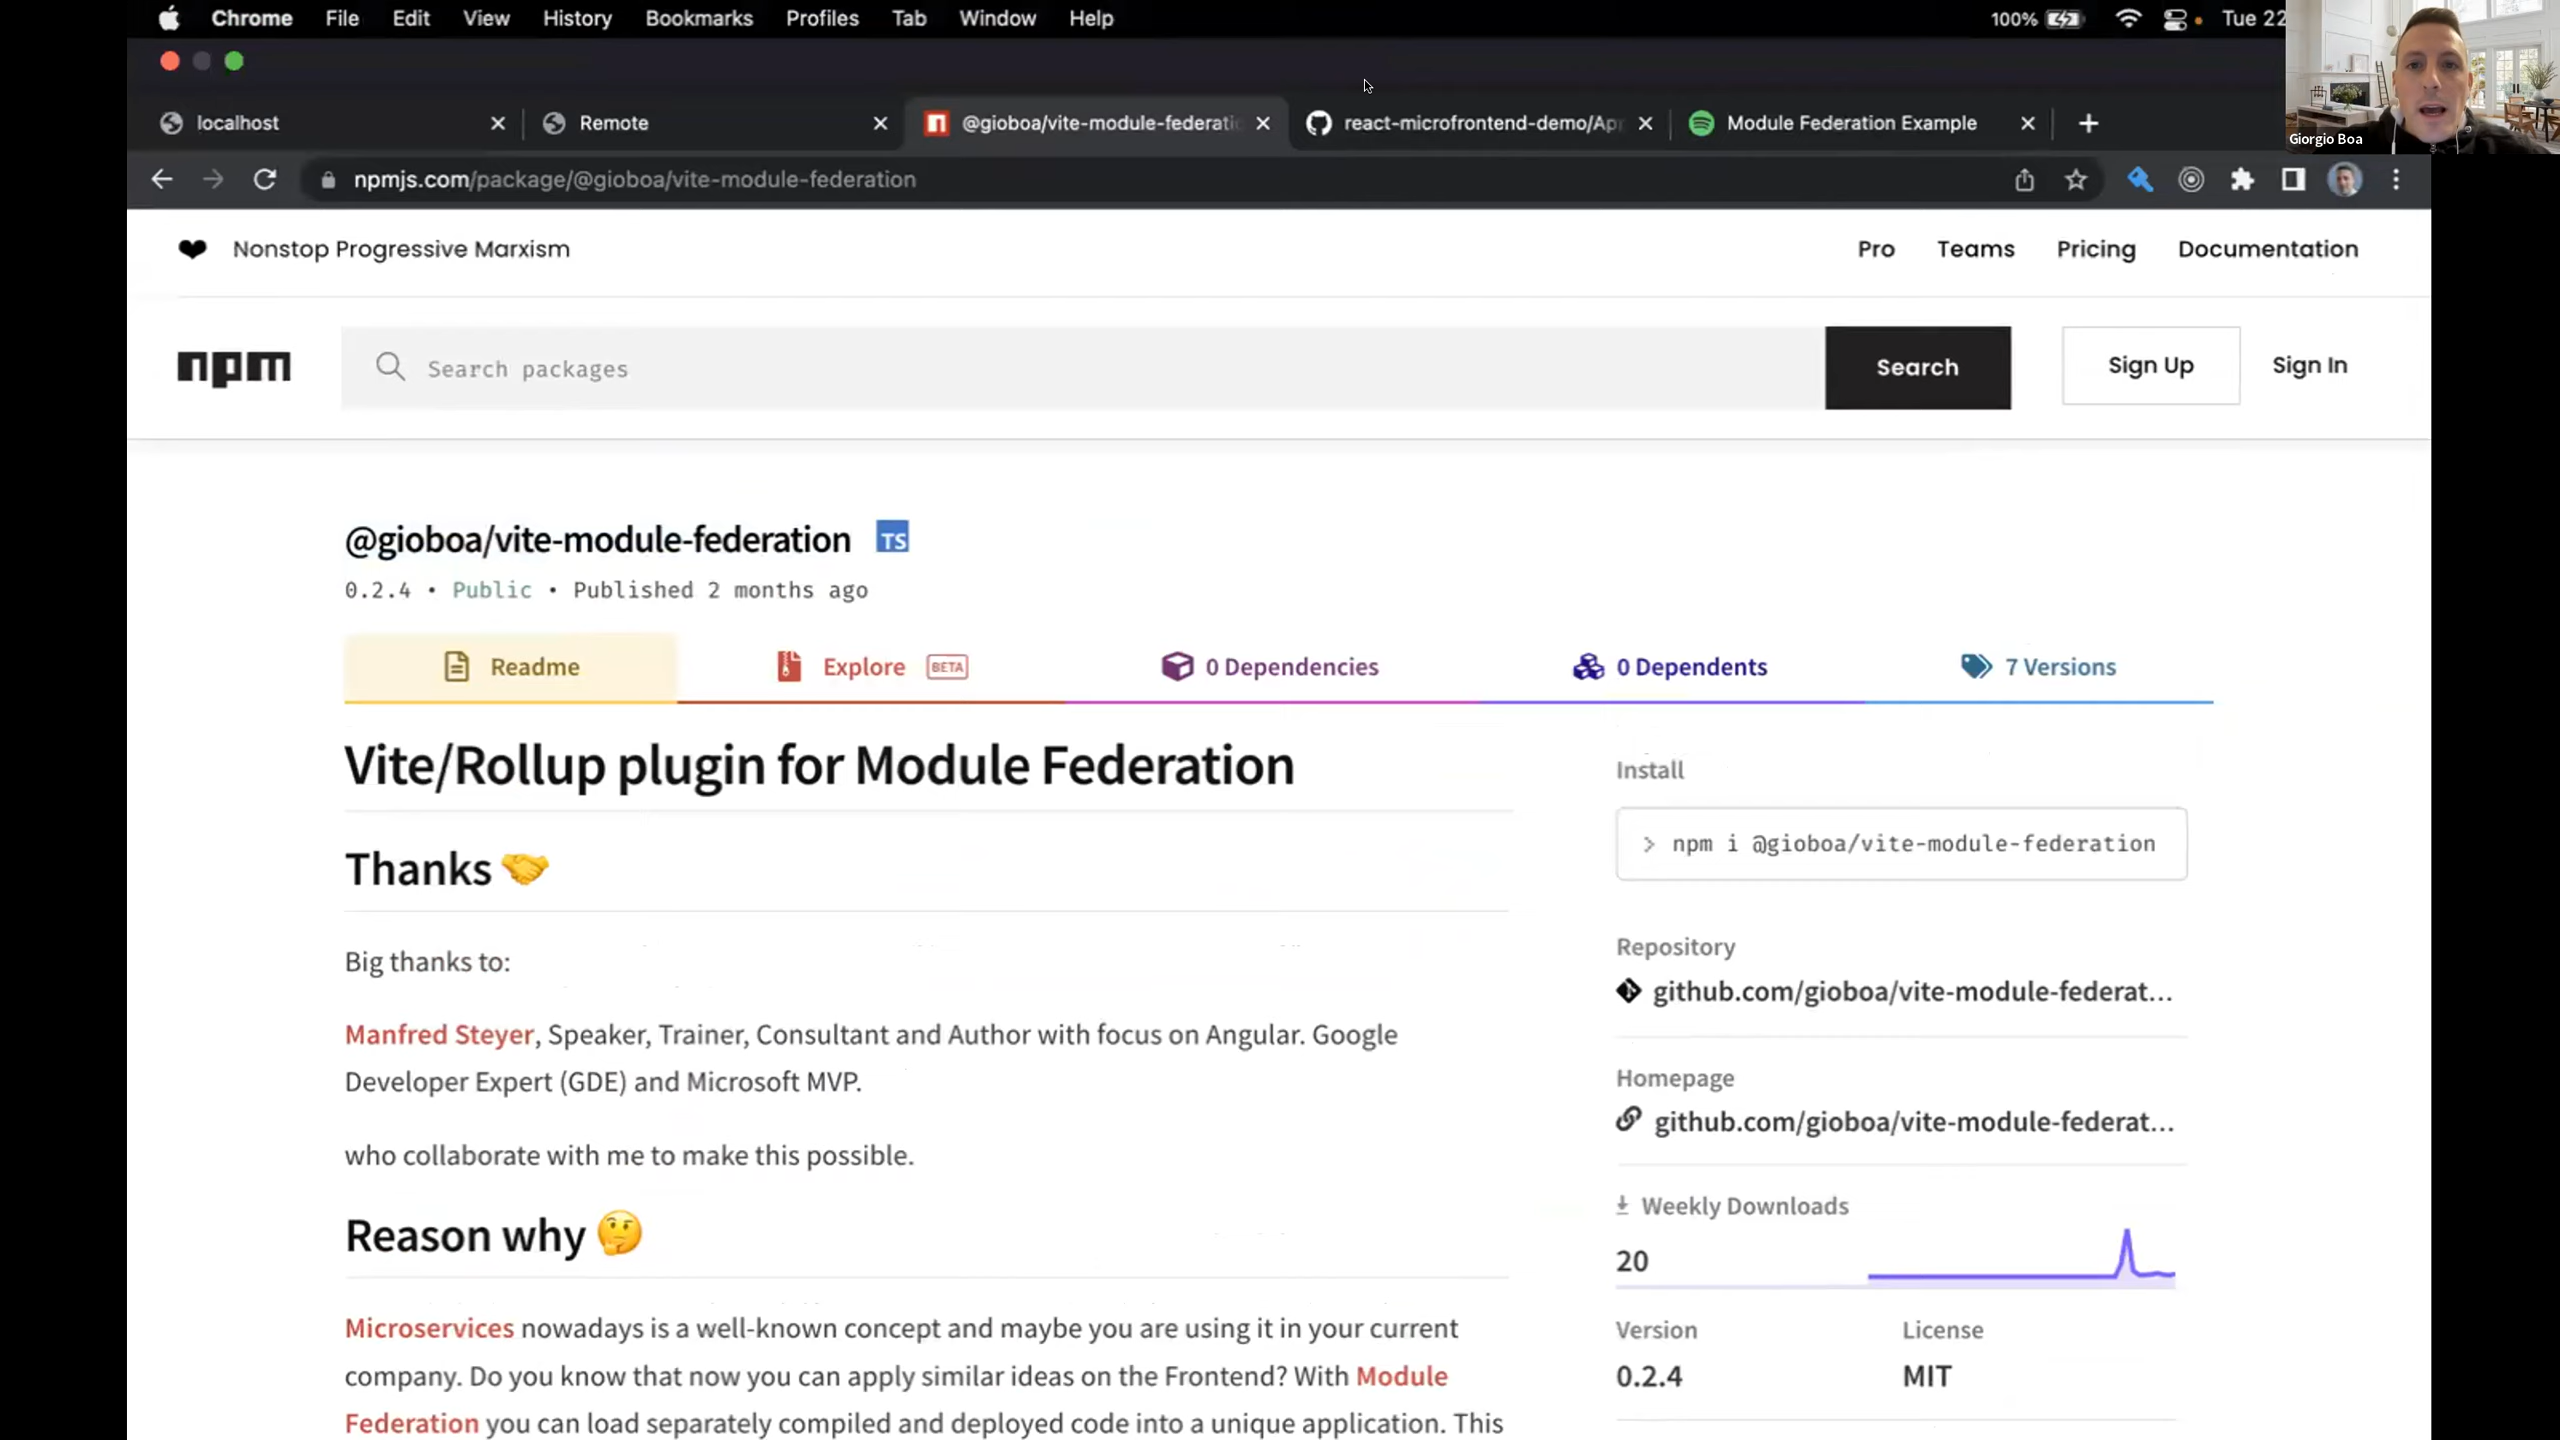 Chrome File Edit View History Bookmarks Profiles Tab Window Help 100% Tue 22
localhost Remote @gioboa/vite-module-federati react-microfrontend-demo/Ap Module Federation Example
Giorgio Boa
npmjs.com/package/@gioboa/vite-module-federation
Nonstop Progressive Marxism Pro Teams Pricing Documentation
npm Search packages Search Sign Up Sign In
@gioboa/vite-module-federation TS
0.2.4 • Public • Published 2 months ago
Readme Explore BETA 0 Dependencies 0 Dependents 7 Versions
Vite/Rollup plugin for Module Federation
Thanks 🤝
Big thanks to:
Manfred Steyer, Speaker, Trainer, Consultant and Author with focus on Angular. Google
Developer Expert (GDE) and Microsoft MVP.
who collaborate with me to make this possible.
Reason why 🤔
Microservices nowadays is a well-known concept and maybe you are using it in your current
company. Do you know that now you can apply similar ideas on the Frontend? With Module
Federation you can load separately compiled and deployed code into a unique application. This
Install
> npm i @gioboa/vite-module-federation
Repository
github.com/gioboa/vite-module-federat...
Homepage
github.com/gioboa/vite-module-federat...
Weekly Downloads
20
Version License
0.2.4 MIT